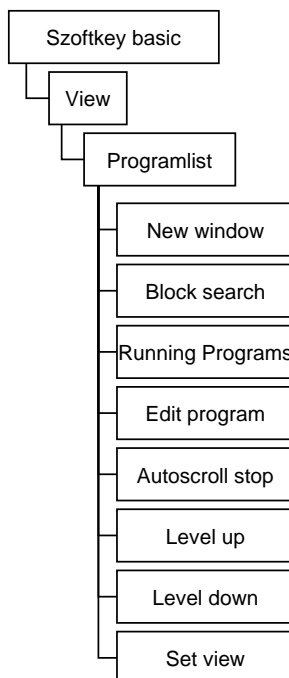 Szoftkey basic
View
Programlist
New window
Block search
Running Programs
Edit program
Autoscroll stop
Level up
Level down
Set view